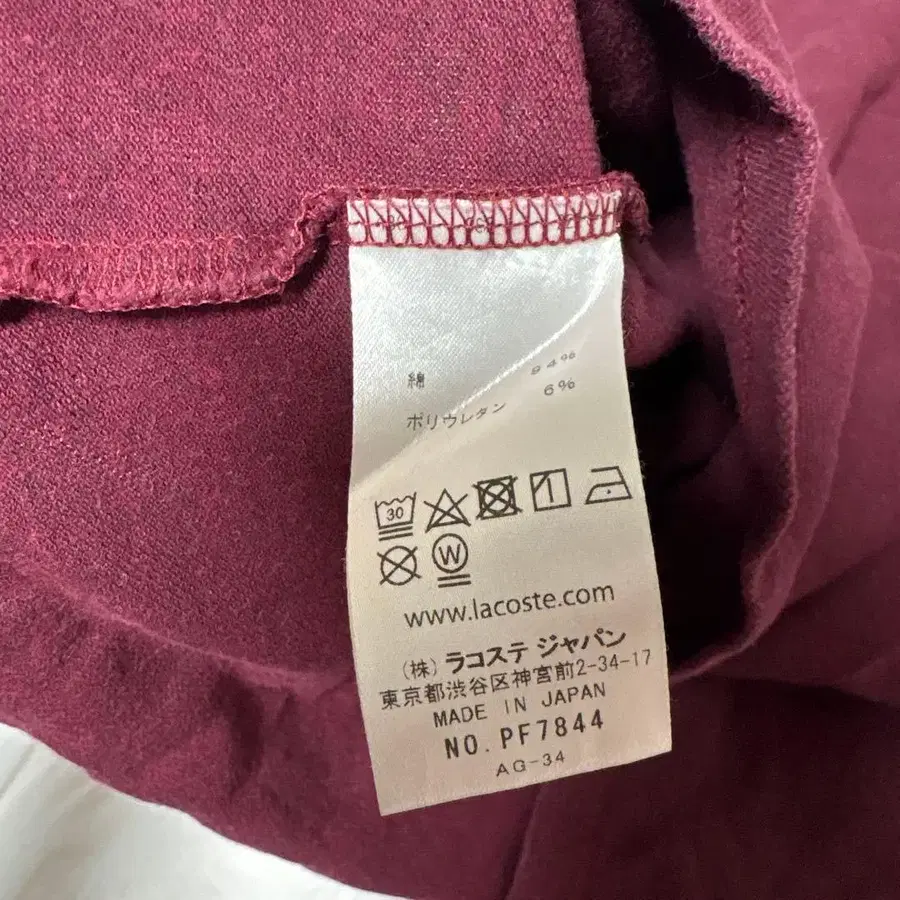 綿 94%
ポリウレタン 6%
30
W
www.lacoste.com
(株) ラコステ ジャパン
東京都渋谷区神宮前2-34-17
MADE IN JAPAN
NO. PF7844
AG-34